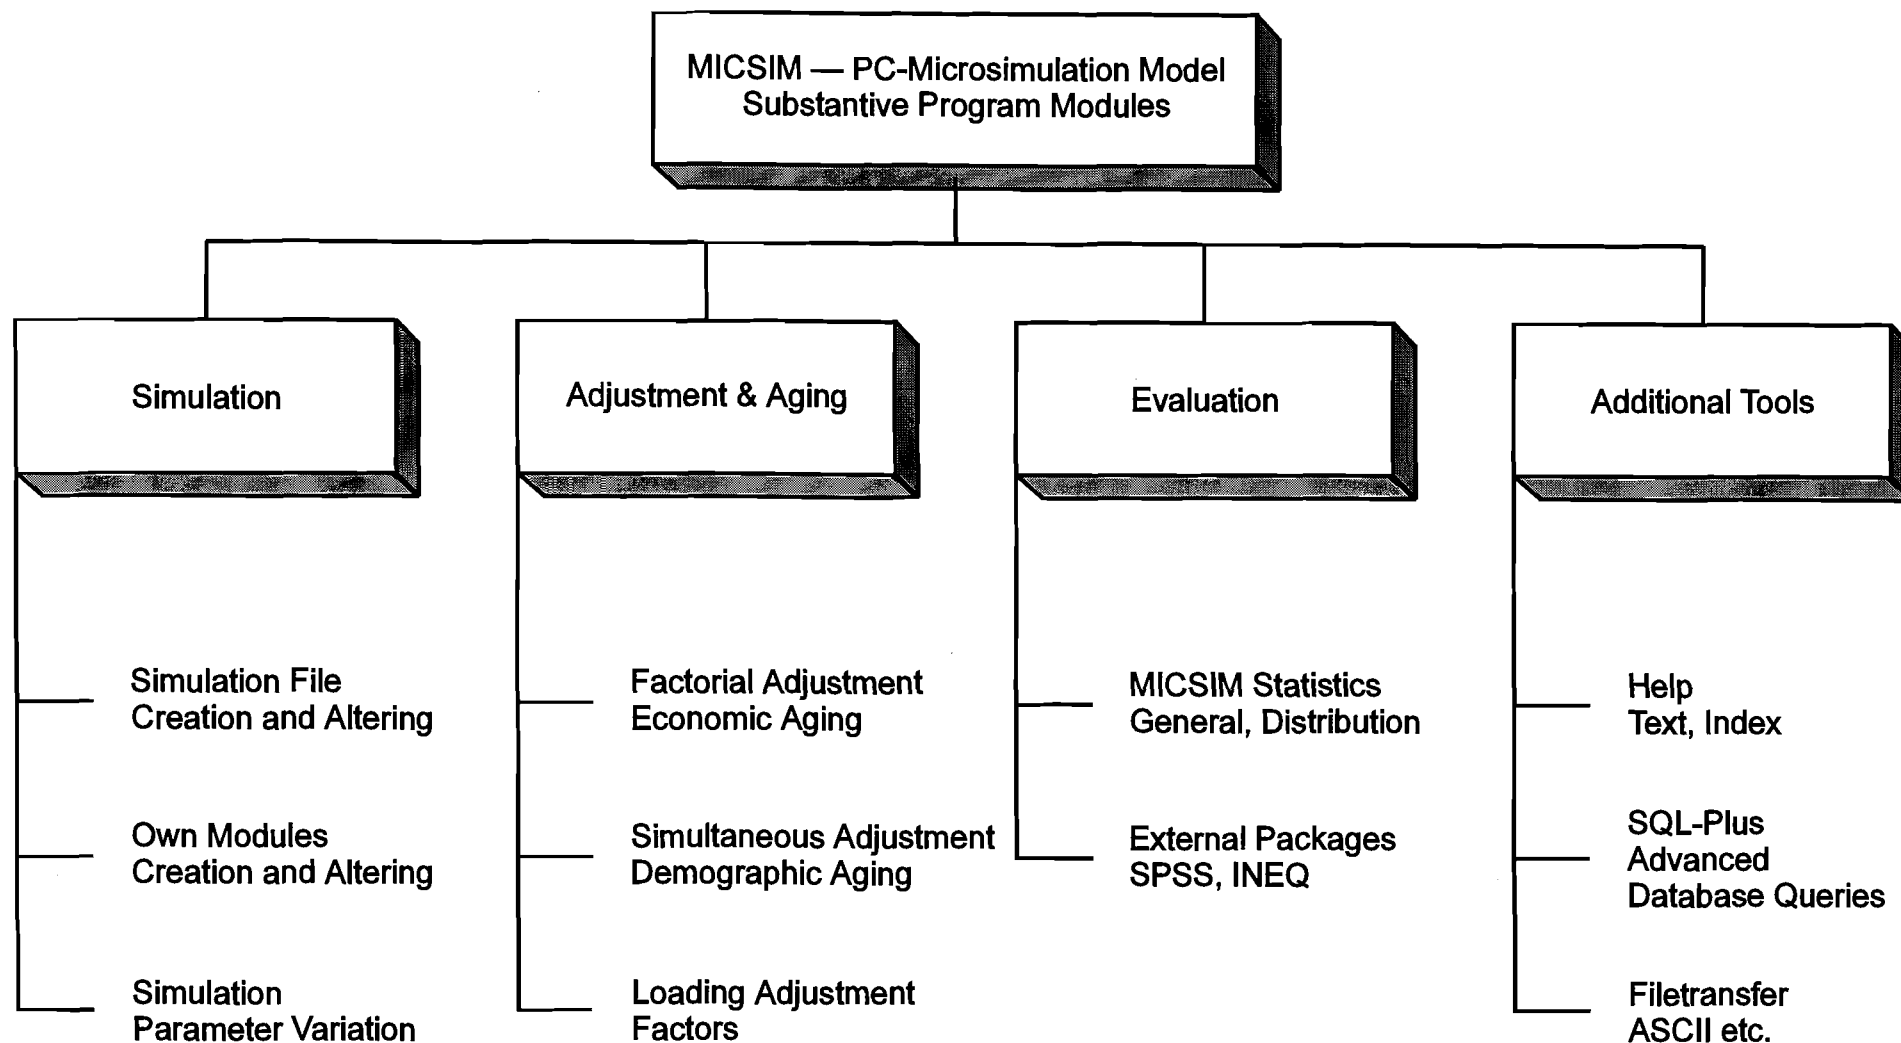 MICSIM — PC-Microsimulation Model
Substantive Program Modules
Simulation
Simulation File
Creation and Altering
Own Modules
Creation and Altering
Simulation
Parameter Variation
Adjustment & Aging
Factorial Adjustment
Economic Aging
Simultaneous Adjustment
Demographic Aging
Loading Adjustment
Factors
Evaluation
MICSIM Statistics
General, Distribution
External Packages
SPSS, INEQ
Additional Tools
Help
Text, Index
SQL-Plus
Advanced
Database Queries
Filetransfer
ASCII etc.